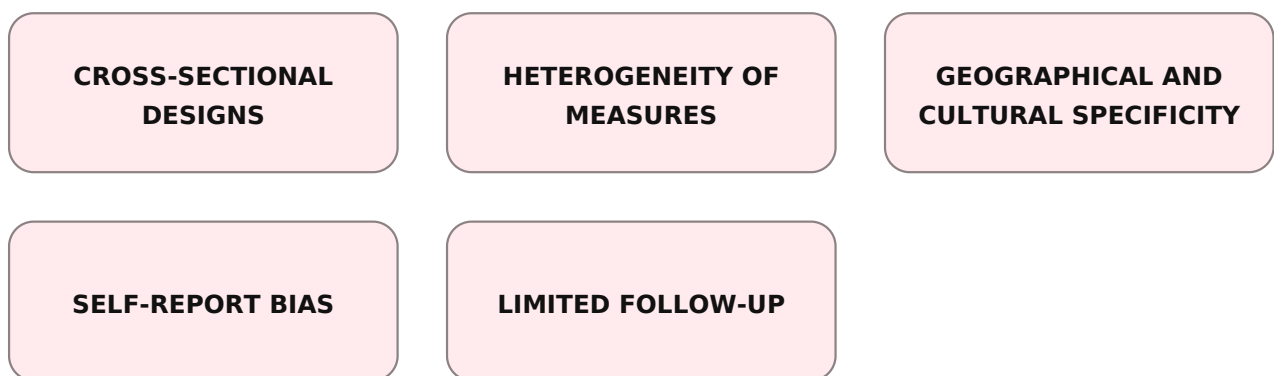 CROSS-SECTIONAL
DESIGNS
HETEROGENEITY OF
MEASURES
GEOGRAPHICAL AND
CULTURAL SPECIFICITY
SELF-REPORT BIAS
LIMITED FOLLOW-UP